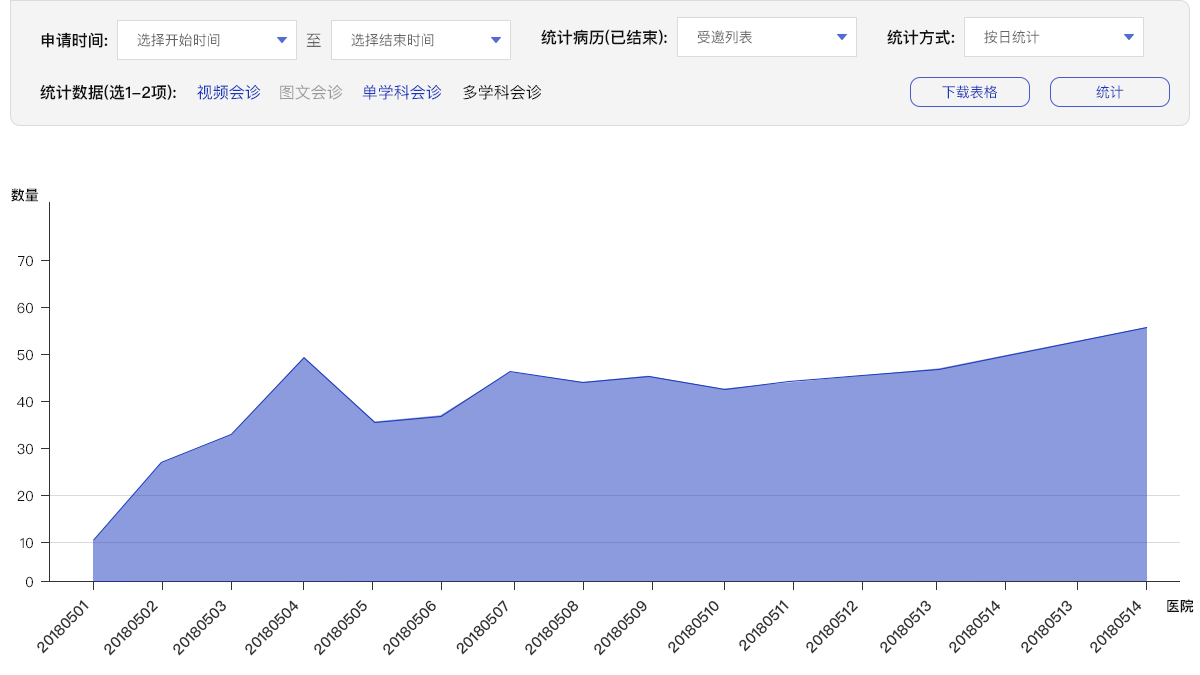 申请时间: 选择开始时间 至 选择结束时间 统计病历(已结束): 受邀列表 统计方式: 按日统计
统计数据(选1-2项): 视频会诊 图文会诊 单学科会诊 多学科会诊 下载表格 统计
数量
70
60
50
40
30
20
10
0
20180501 20180502 20180503 20180504 20180505 20180506 20180507 20180508 20180509 20180510 20180511 20180512 20180513 20180514 20180513 20180514 医院